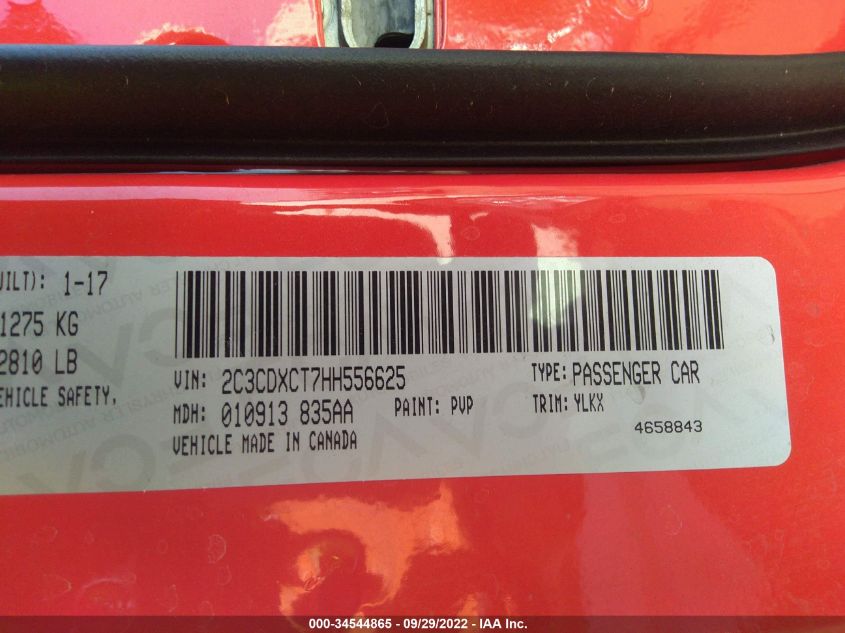 UILT): 1-17
1275 KG
2810 LB
EHICLE SAFETY,
VIN: 2C3CDXCT7HH556625
TYPE: PASSENGER CAR
MDH: 010913 835AA
PAINT: PVP
TRIM: YLKX
VEHICLE MADE IN CANADA
4658843
000-34544865 - 09/29/2022 - IAA Inc.